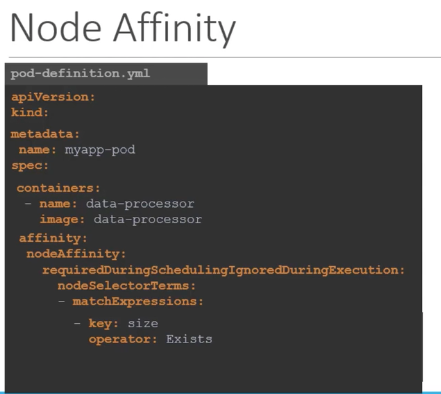 Node Affinity
pod-definition.yml
apiVersion:
kind:
metadata:
name: myapp-pod
spec:
containers:
- name: data-processor
image: data-processor
affinity:
nodeAffinity:
requiredDuringSchedulingIgnoredDuringExecution:
nodeSelectorTerms:
- matchExpressions:
- key: size
operator: Exists